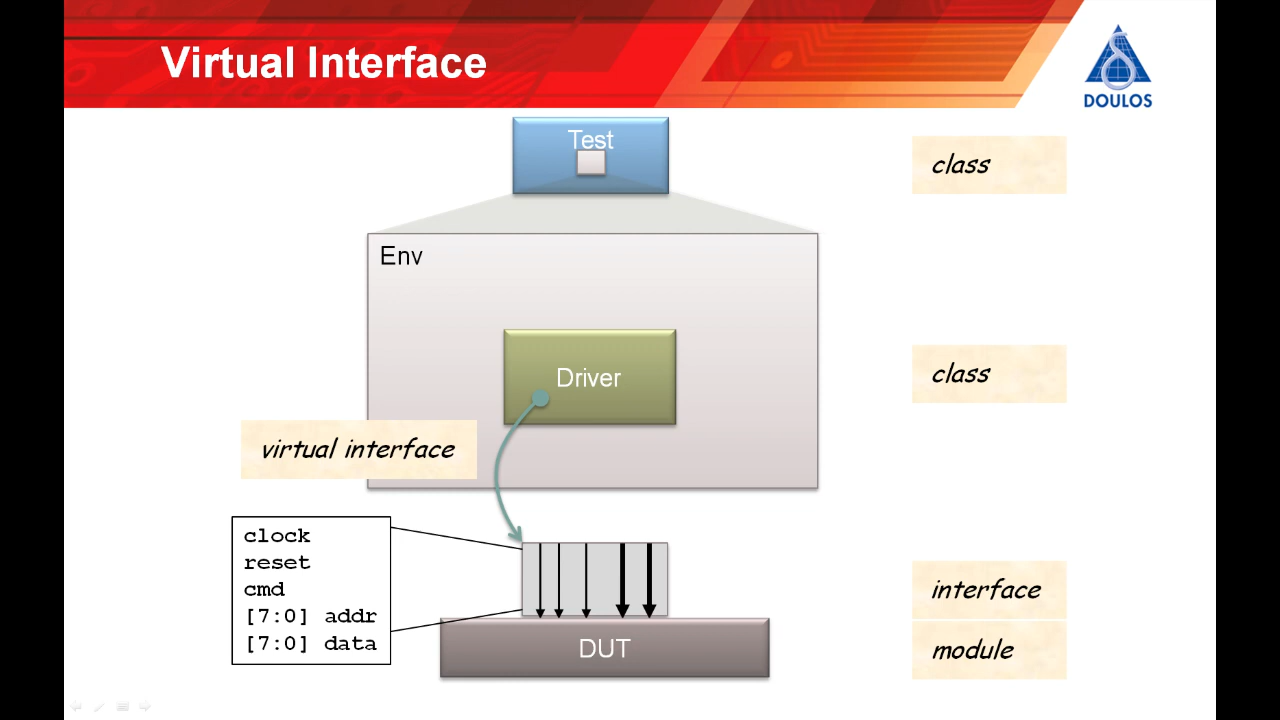 Virtual Interface
DOULOS
Test
class
Env
Driver
class
virtual interface
clock
reset
cmd
[7:0] addr
[7:0] data
interface
DUT
module